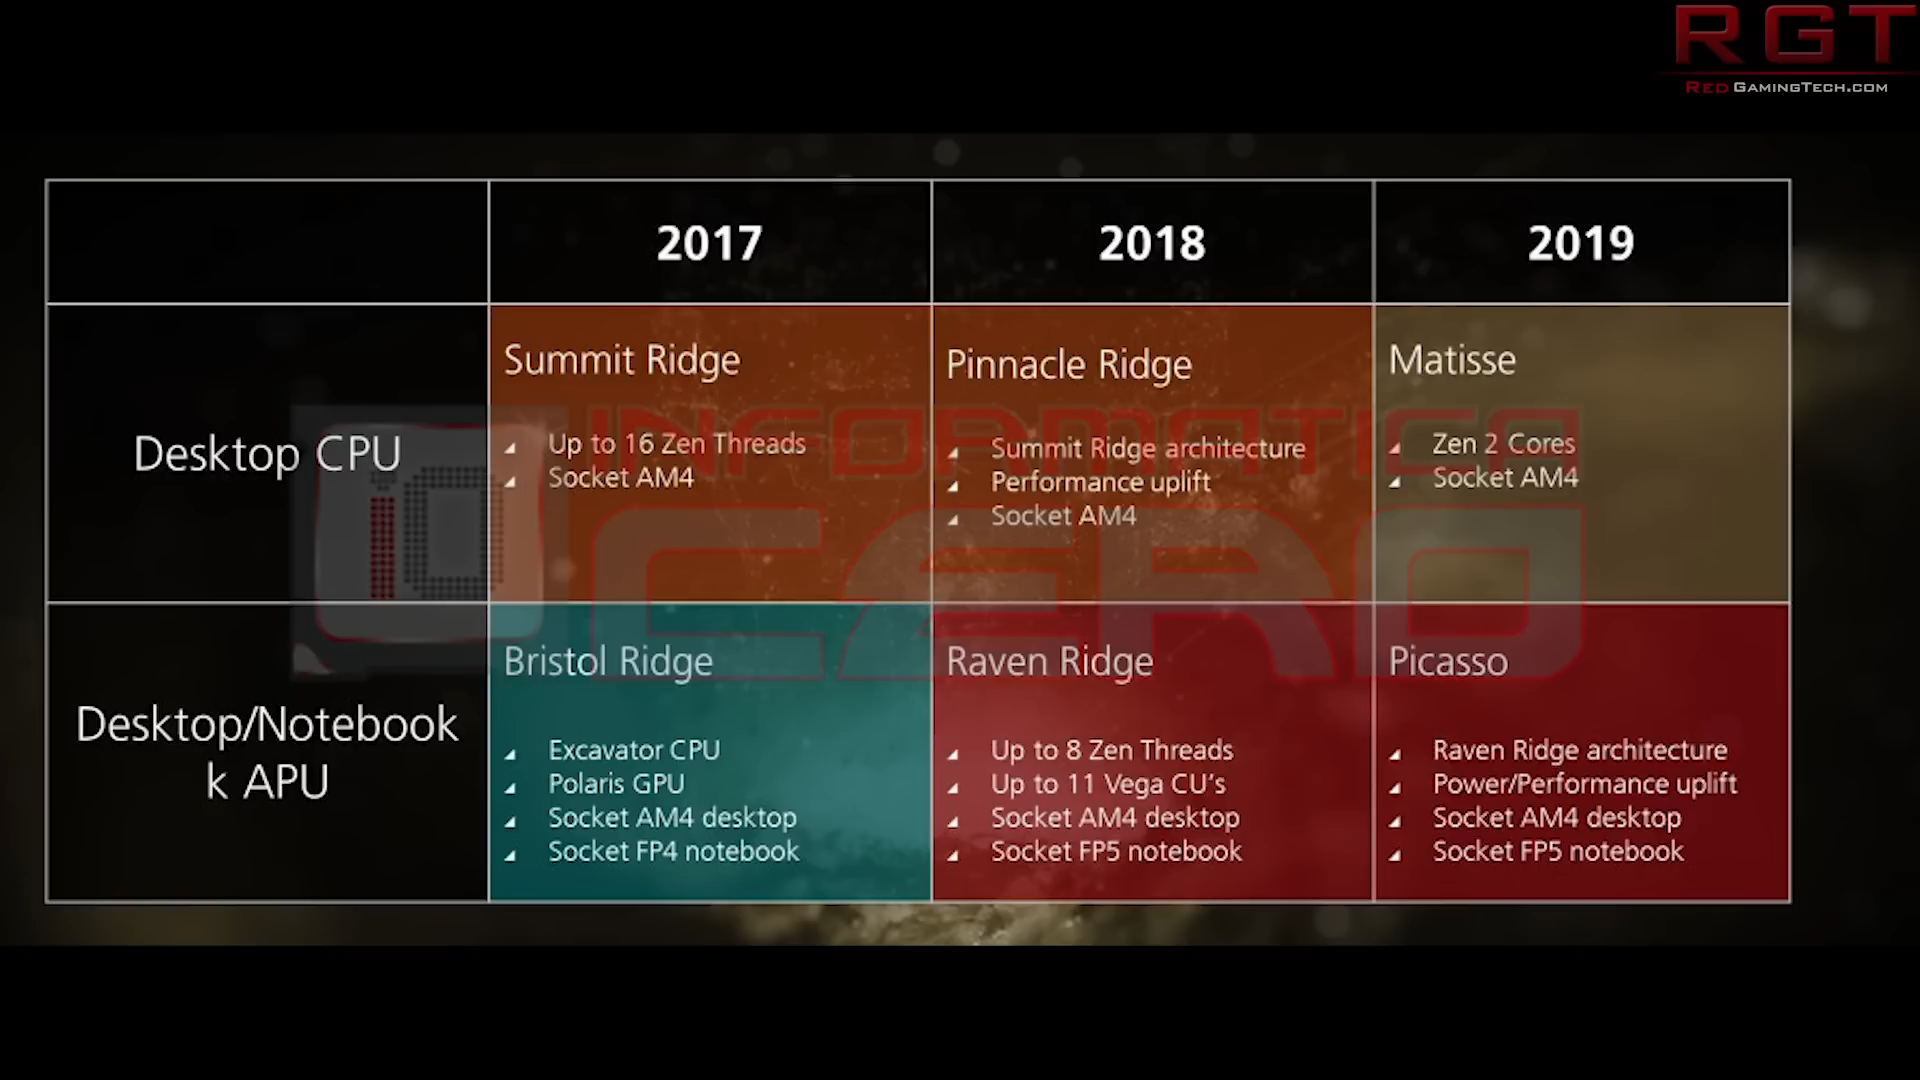 RGT
RED GAMINGTECH.COM
2017
2018
2019
Desktop CPU
Summit Ridge
Up to 16 Zen Threads
Socket AM4
Pinnacle Ridge
Summit Ridge architecture
Performance uplift
Socket AM4
Matisse
Zen 2 Cores
Socket AM4
INFORMATICA
CERO
Desktop/Notebook
k APU
Bristol Ridge
Excavator CPU
Polaris GPU
Socket AM4 desktop
Socket FP4 notebook
Raven Ridge
Up to 8 Zen Threads
Up to 11 Vega CU's
Socket AM4 desktop
Socket FP5 notebook
Picasso
Raven Ridge architecture
Power/Performance uplift
Socket AM4 desktop
Socket FP5 notebook